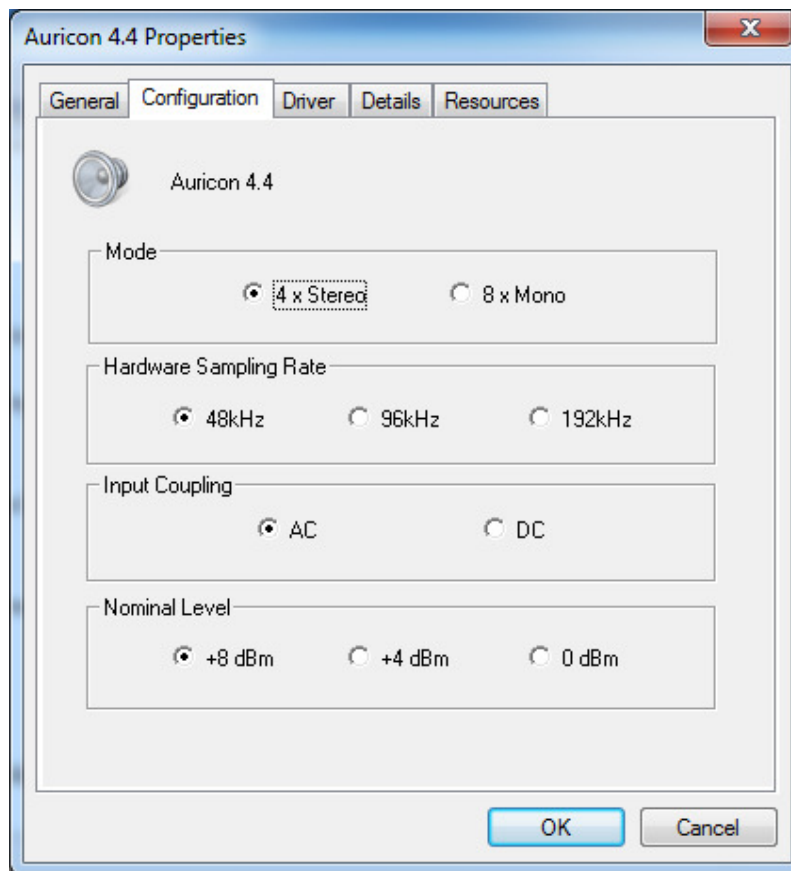 Auricon 4.4 Properties
General Configuration Driver Details Resources
Auricon 4.4
Mode
4 x Stereo 8 x Mono
Hardware Sampling Rate
48kHz 96kHz 192kHz
Input Coupling
AC DC
Nominal Level
+8 dBm +4 dBm 0 dBm
OK Cancel